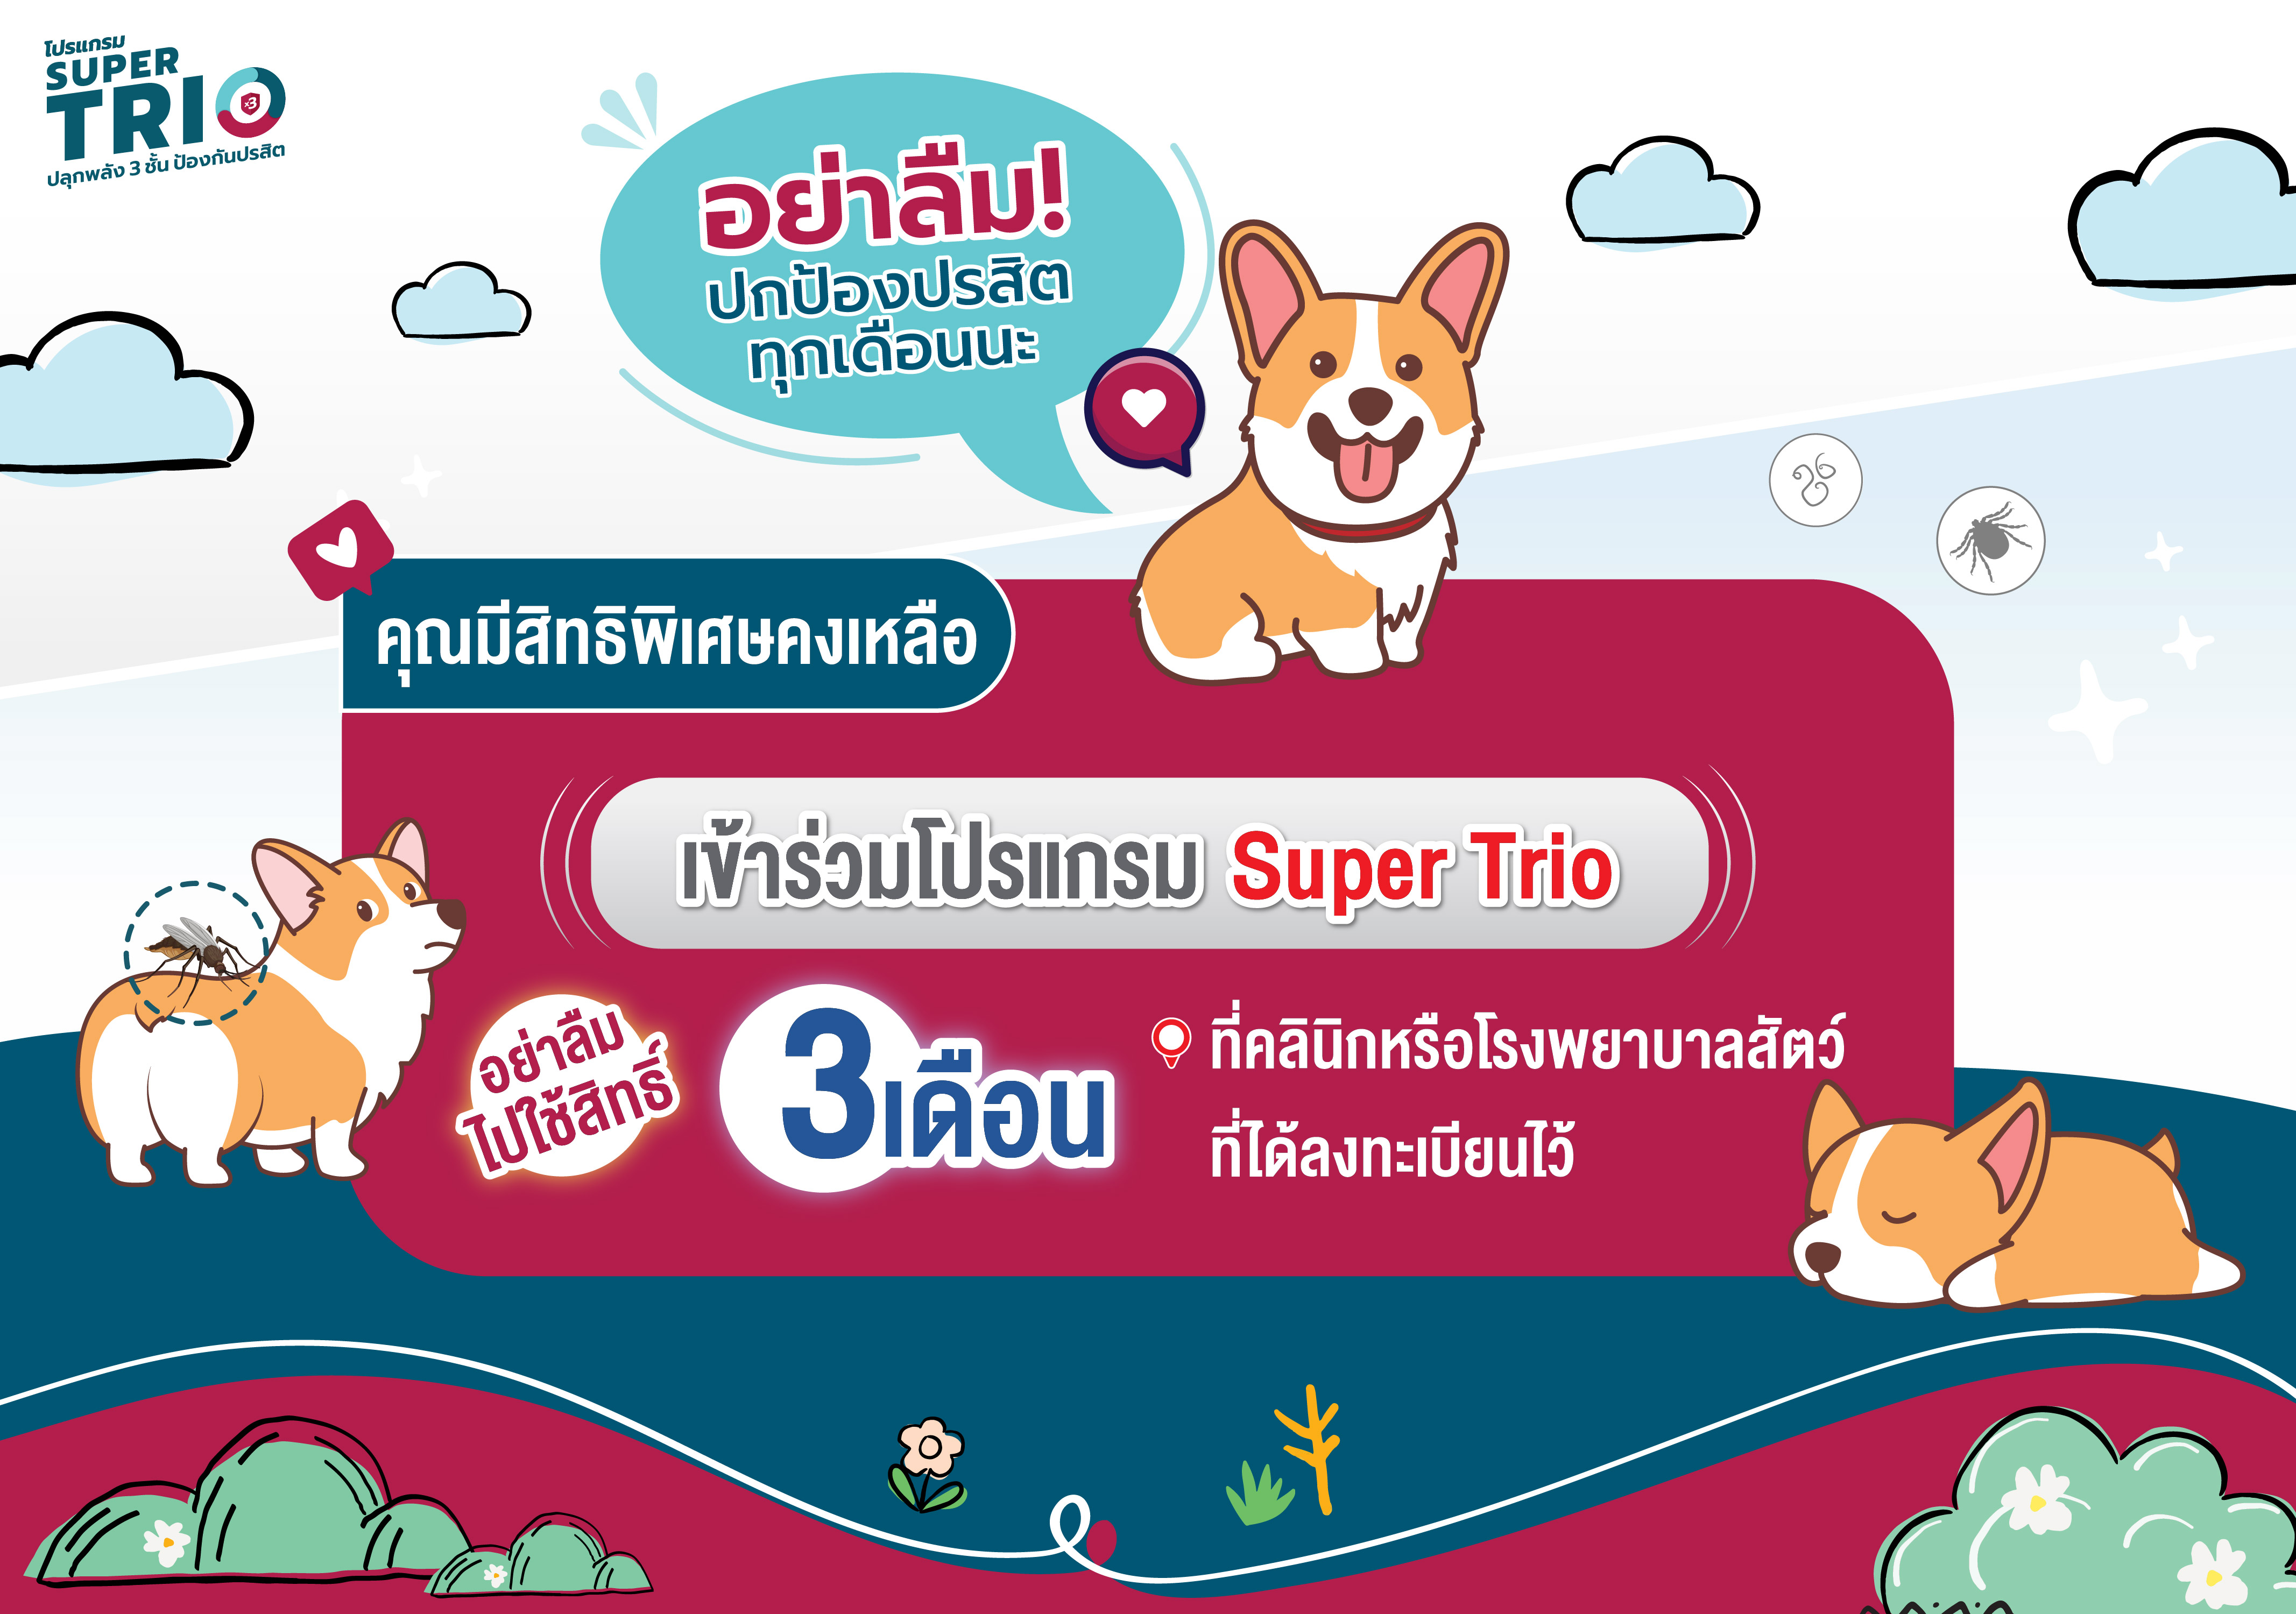 โปรแกรม
SUPER
TRIO
x3
ปลุกพลัง 3 ชั้น ป้องกันปรสิต
อย่าลืม!
ปกป้องปรสิต
ทุกเดือนนะ
คุณมีสิทธิพิเศษคงเหลือ
เข้าร่วมโปรแกรม Super Trio
อย่าลืม
ไปใช้สิทธิ์
3เดือน
ที่คลินิกหรือโรงพยาบาลสัตว์
ที่ได้ลงทะเบียนไว้